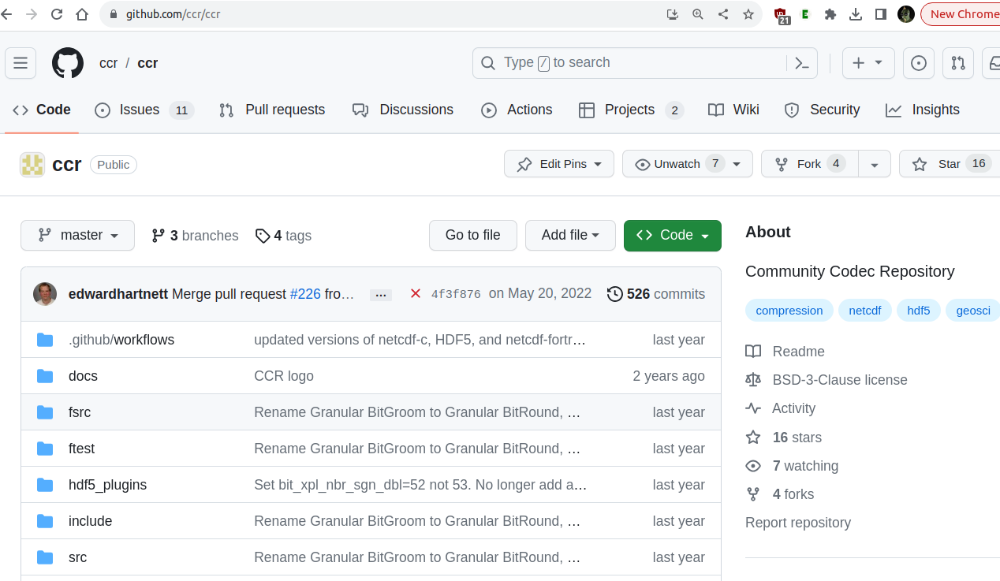 github.com/ccr/ccr
21
New Chrome
ccr / ccr
Type / to search
Code Issues 11 Pull requests Discussions Actions Projects 2 Wiki Security Insights
ccr Public
Edit Pins Unwatch 7 Fork 4 Star 16
master 3 branches 4 tags Go to file Add file Code
edwardhartnett Merge pull request #226 fro… ... 4f3f876 on May 20, 2022 526 commits
.github/workflows updated versions of netcdf-c, HDF5, and netcdf-fortr… last year
docs CCR logo 2 years ago
fsrc Rename Granular BitGroom to Granular BitRound, … last year
ftest Rename Granular BitGroom to Granular BitRound, … last year
hdf5_plugins Set bit_xpl_nbr_sgn_dbl=52 not 53. No longer add a… last year
include Rename Granular BitGroom to Granular BitRound, … last year
src Rename Granular BitGroom to Granular BitRound, … last year
About
Community Codec Repository
compression netcdf hdf5 geosci
Readme
BSD-3-Clause license
Activity
16 stars
7 watching
4 forks
Report repository